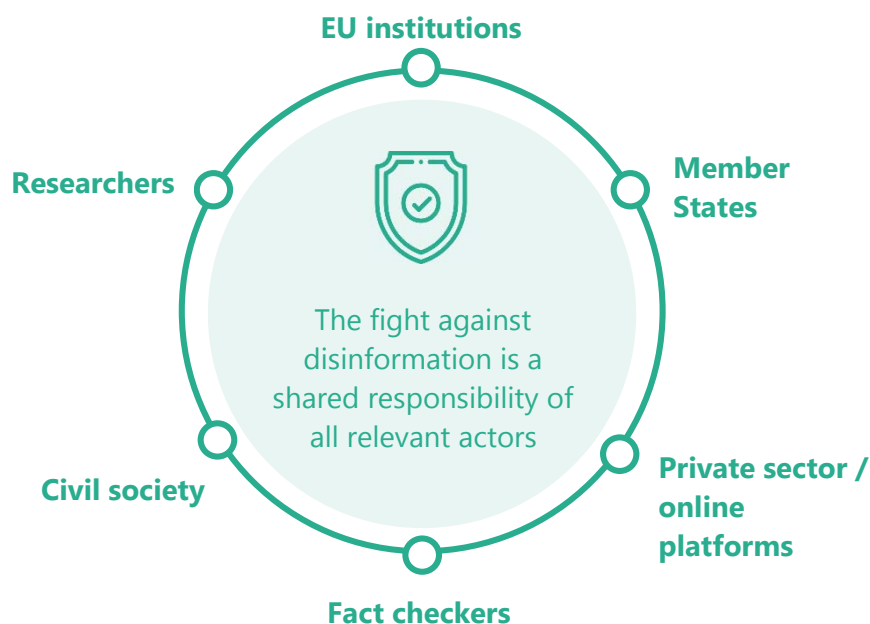 EU institutions
Researchers
Member
States
The fight against
disinformation is a
shared responsibility of
all relevant actors
Civil society
Private sector /
online
platforms
Fact checkers